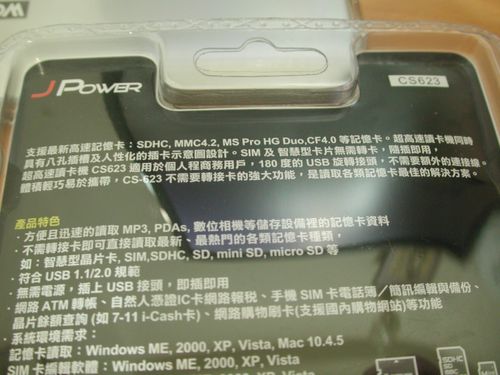 J POWER
CS623
支援最新高速記憶卡：SDHC, MMC4.2, MS Pro HG Duo,CF4.0 等記憶卡。超高速讀卡機同時
具有八孔插槽及人性化的插卡示意圖設計。SIM 及 智慧型卡片無需轉卡，隨插即用，
超高速讀卡機 CS623 適用於個人程商務用戶，180 度的 USB 旋轉接頭，不需要額外的連接線。
體積輕巧易於攜帶，CS-623 不需要轉接卡的強大功能，是讀取各類記憶卡最佳的解決方案。
產品特色
·方便且迅速的讀取 MP3, PDAs, 數位相機等儲存設備裡的記憶卡資料
·不需轉接卡即可直接讀取最新、最熱門的各類記憶卡種類，
如：智慧型晶片卡, SIM,SDHC, SD, mini SD, micro SD 等
·符合 USB 1.1/2.0 規範
·無需電源，插上 USB 接頭，即插即用
·網路 ATM 轉帳、自然人憑證IC卡網路報稅、手機 SIM 卡電話簿／簡訊編輯與備份、
晶片餘額查詢 (如 7-11 i-Cash卡)、網路購物刷卡(支援國內購物網站)等功能
·系統環境需求：
記憶卡讀取：Windows ME, 2000, XP, Vista, Mac 10.4.5
SIM 卡編輯軟體：Windows ME, 2000, XP, Vista
Windows ME, 2000, XP, Vista